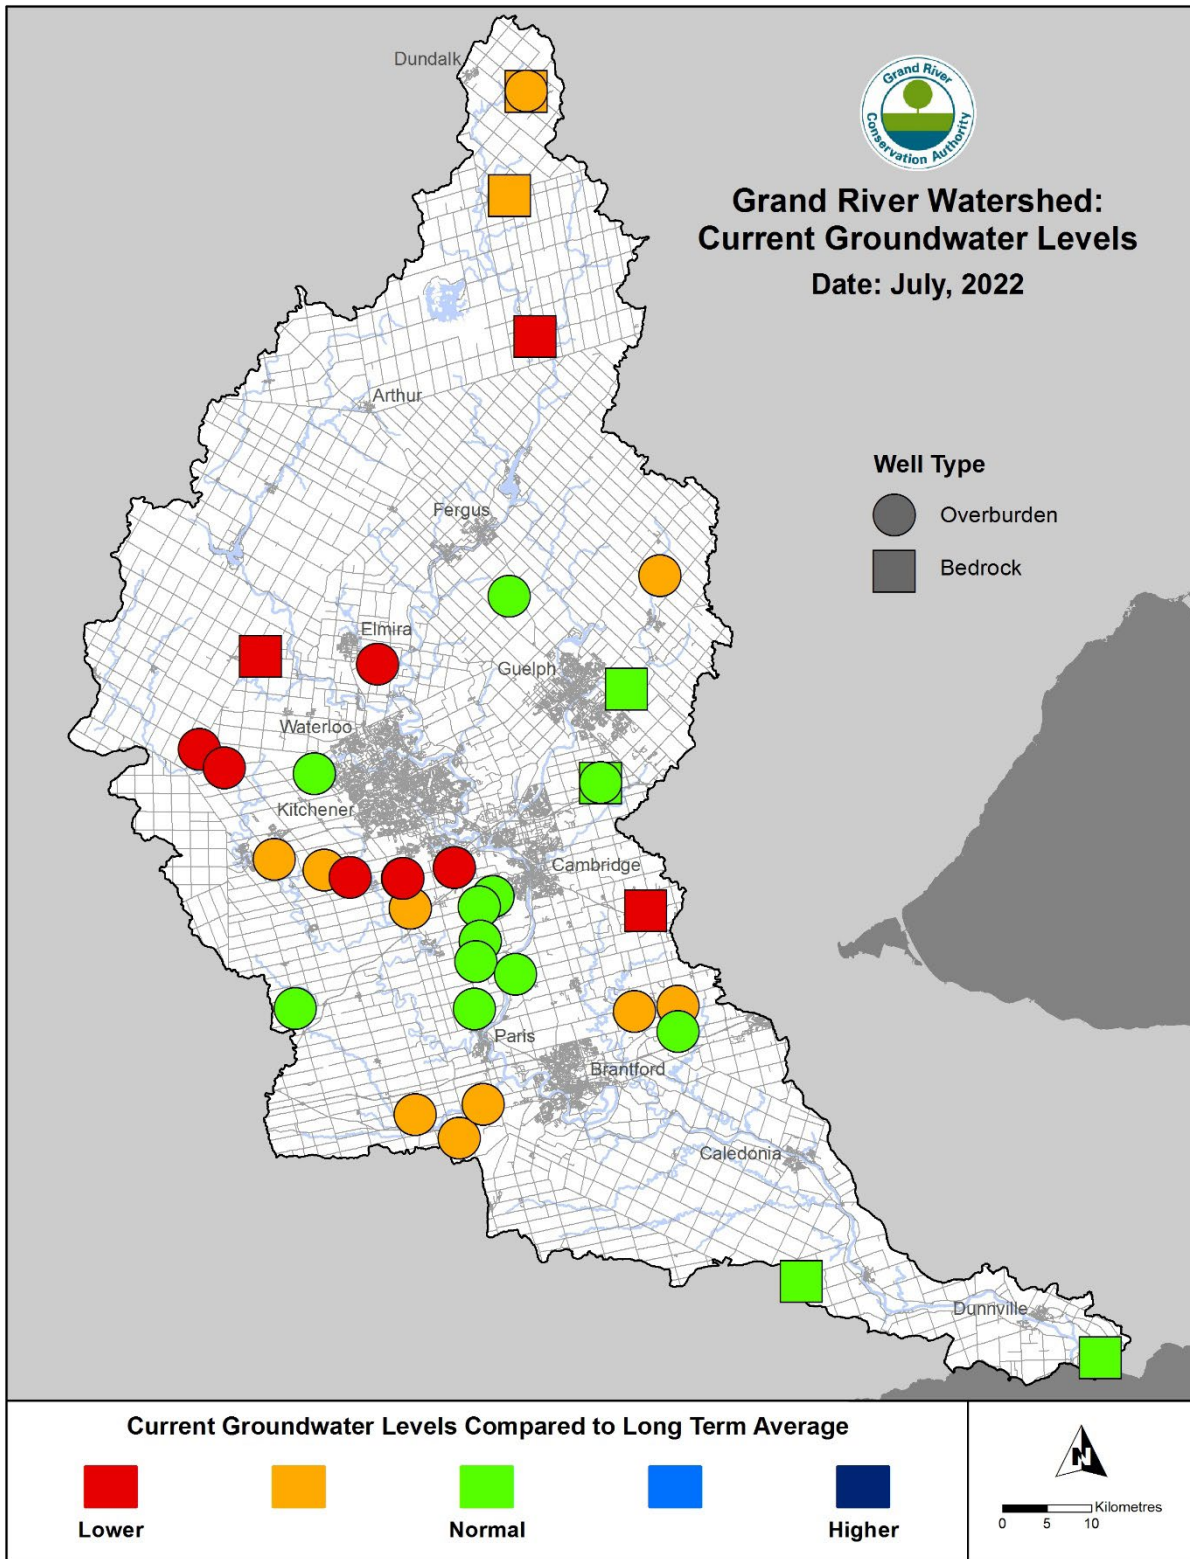 Dundalk
Grand River
Conservation Authority
Grand River Watershed:
Current Groundwater Levels
Date: July, 2022
Arthur
Well Type
Overburden
Bedrock
Fergus
Elmira
Guelph
Waterloo
Kitchener
Cambridge
Paris
Brantford
Caledonia
Dunnville
Current Groundwater Levels Compared to Long Term Average
Lower
Normal
Higher
N
Kilometres
0 5 10